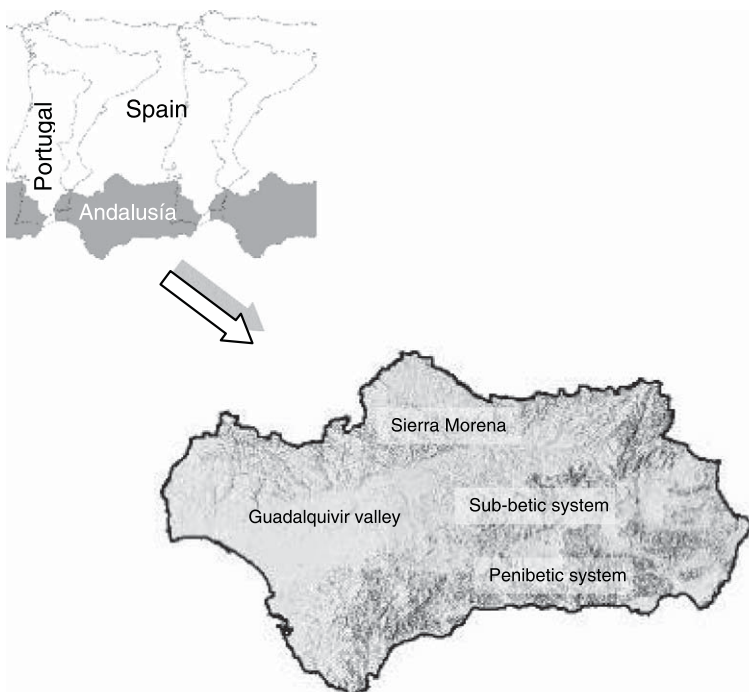 Portugal
Spain
Andalusía
Sierra Morena
Guadalquivir valley
Sub-betic system
Penibetic system